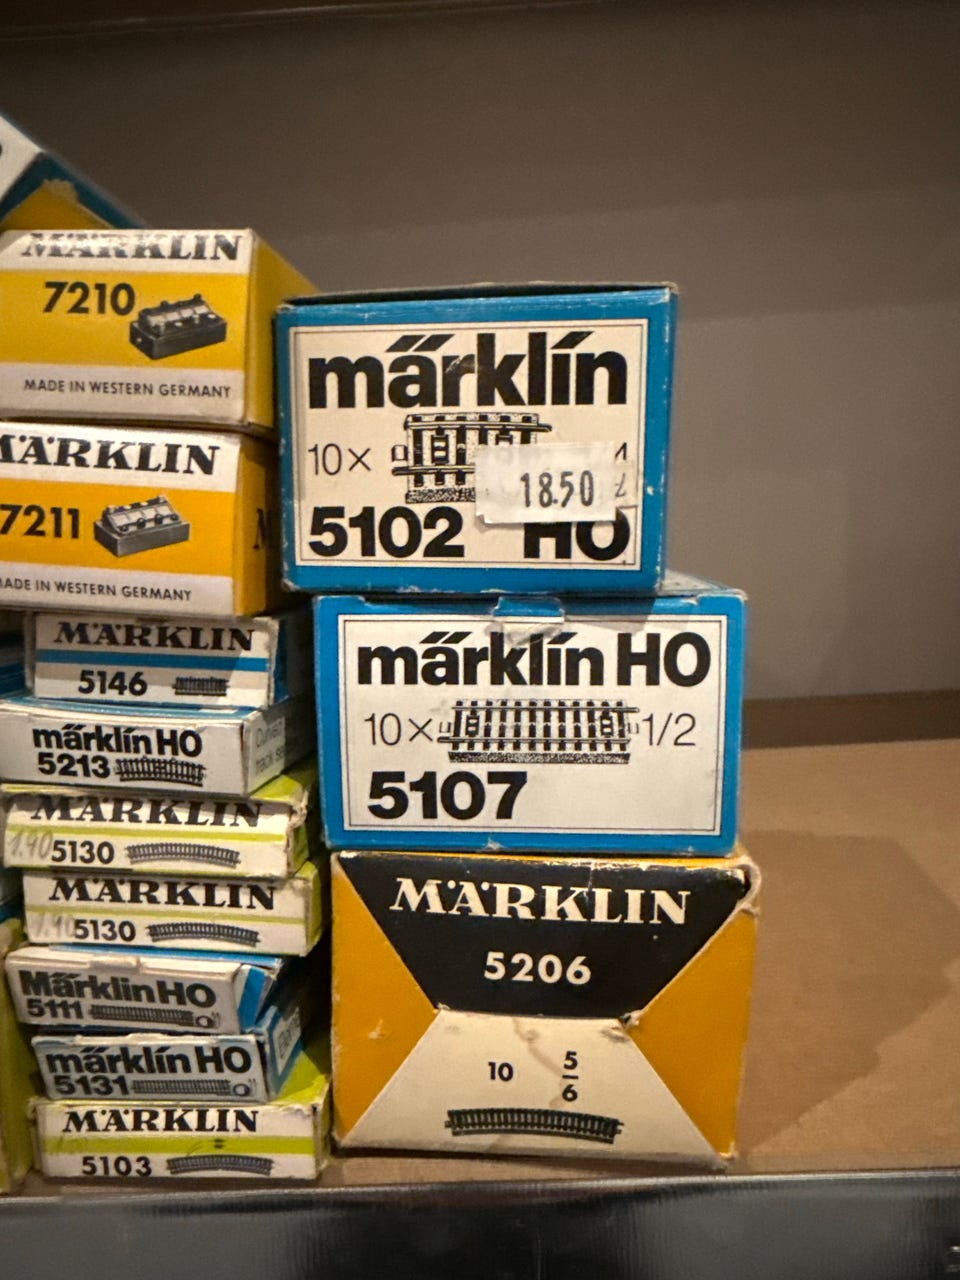 MÄRKLIN
7210
MADE IN WESTERN GERMANY
MÄRKLIN
7211
MADE IN WESTERN GERMANY
MÄRKLIN
5146
märklin HO
5213
MÄRKLIN
1.90 5130
MÄRKLIN
5130
Märklin HO
5111
märklin HO
5131
MÄRKLIN
5103
märklin
10×
18.50
5102 HO
märklin HO
10× 1/2
5107
MÄRKLIN
5206
10 5/6